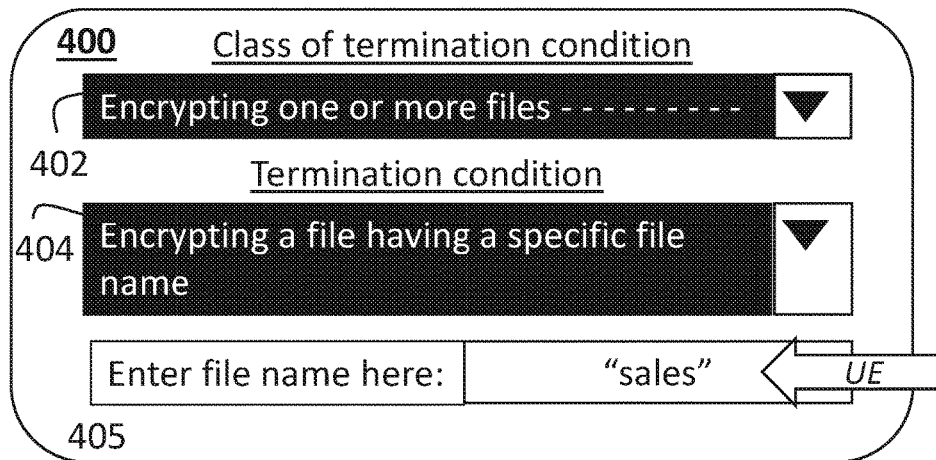 400 Class of termination condition
Encrypting one or more files - - - - - - - - -
402
Termination condition
404
Encrypting a file having a specific file
name
Enter file name here: “sales” UE
405